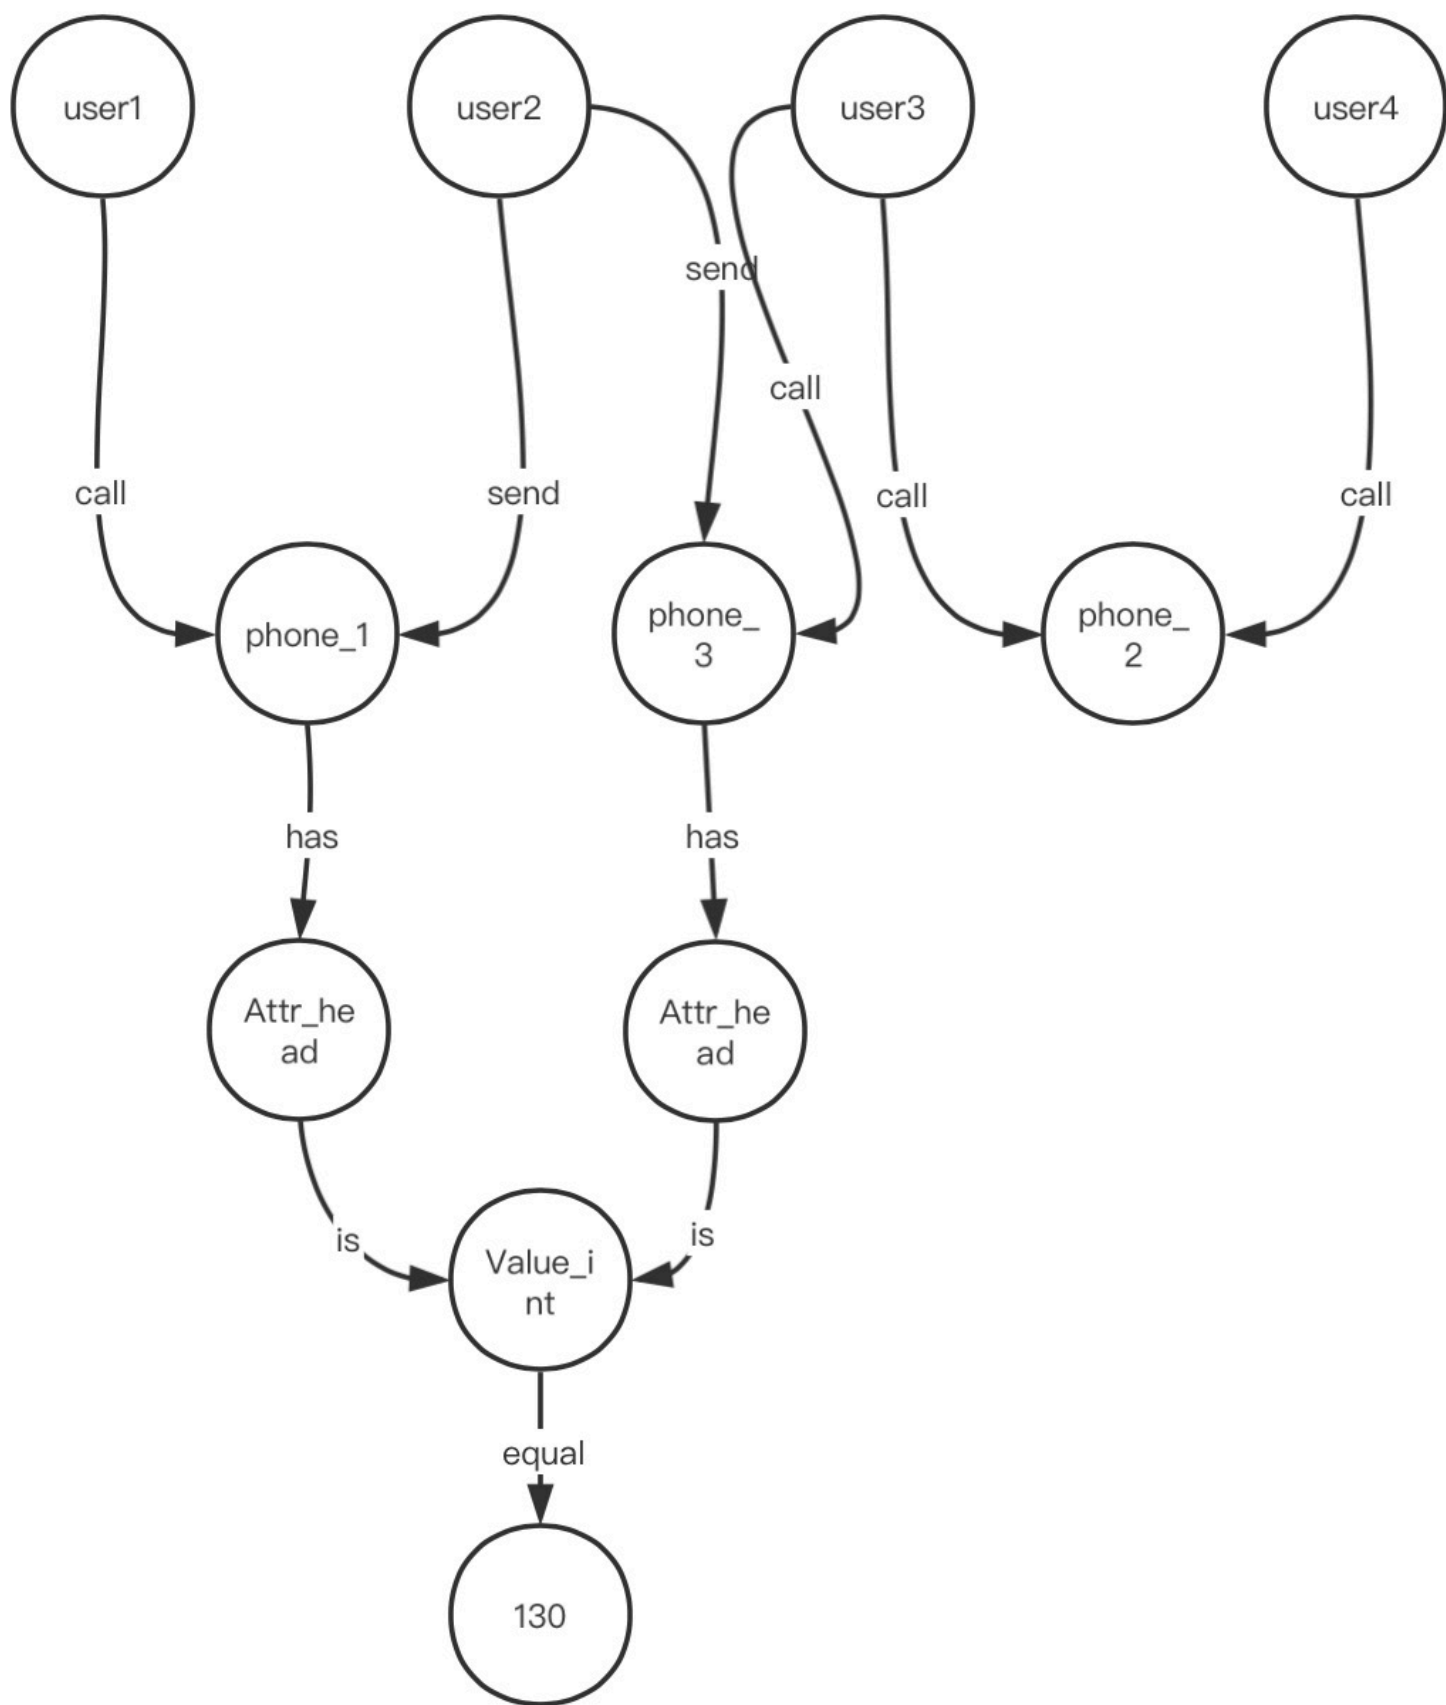 user1
user2
user3
user4
send
call
call
send
call
call
phone_1
phone_
3
phone_
2
has
has
Attr_he
ad
Attr_he
ad
is
is
Value_i
nt
equal
130